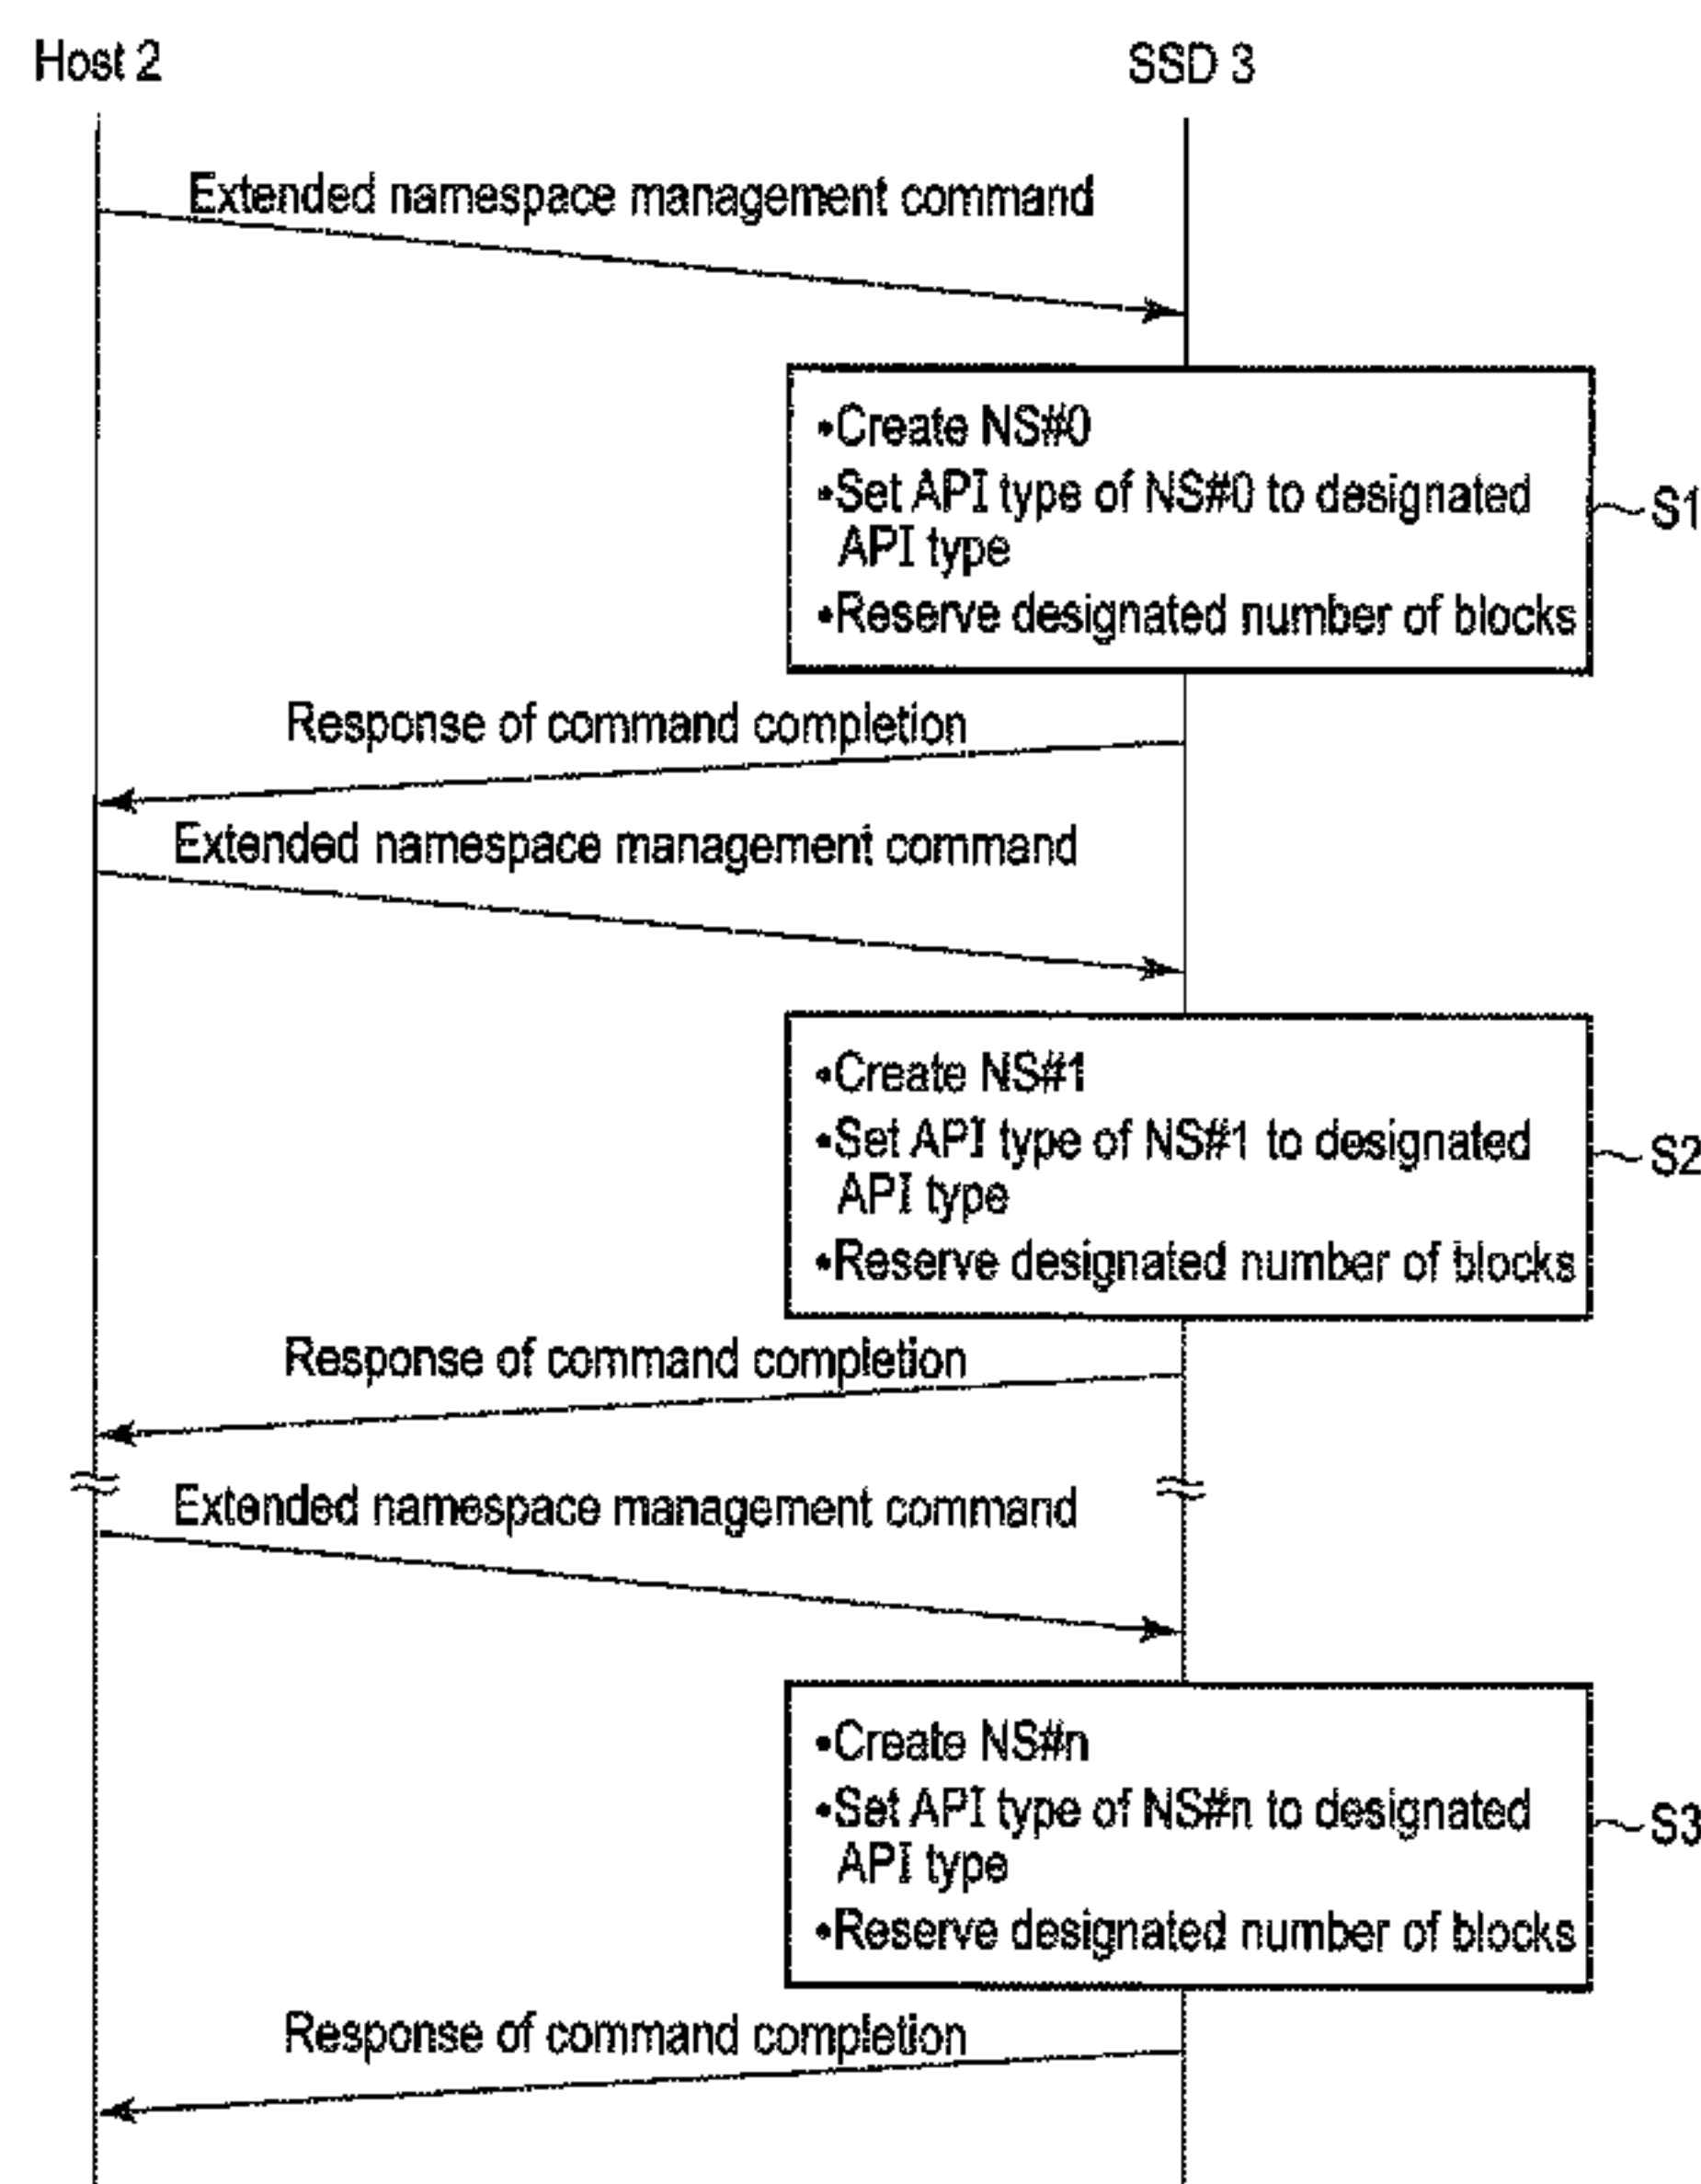 Host 2
SSD 3
Extended namespace management command
•Create NS#0
•Set API type of NS#0 to designated
API type
•Reserve designated number of blocks
S1
Response of command completion
Extended namespace management command
•Create NS#1
•Set API type of NS#1 to designated
API type
•Reserve designated number of blocks
S2
Response of command completion
Extended namespace management command
•Create NS#n
•Set API type of NS#n to designated
API type
•Reserve designated number of blocks
S3
Response of command completion